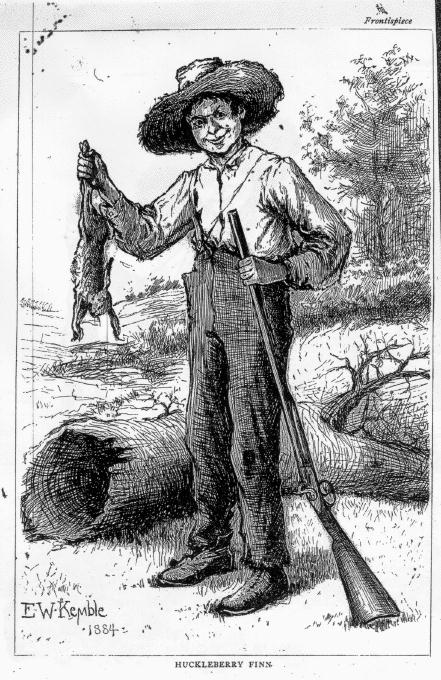 Frontispiece
E.W. Kemble
1884
HUCKLEBERRY FINN.